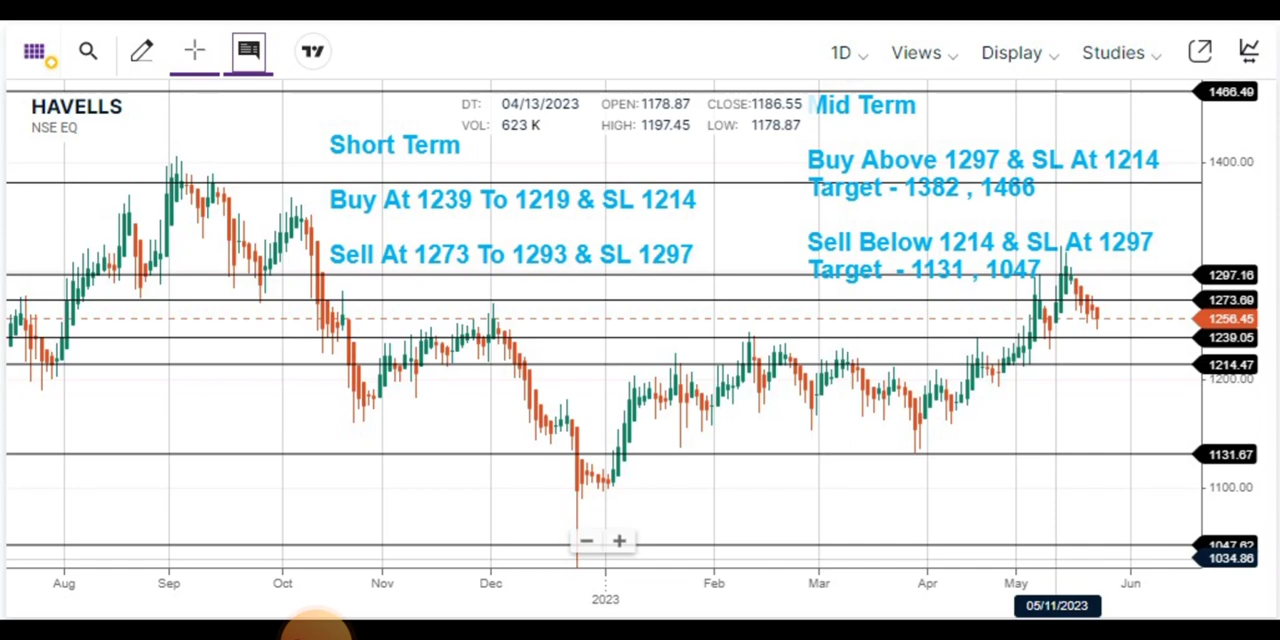 1D Views Display Studies
HAVELLS
NSE EQ
DT: 04/13/2023 OPEN: 1178.87 CLOSE: 1186.55
VOL: 623 K HIGH: 1197.45 LOW: 1178.87
Short Term
Buy At 1239 To 1219 & SL 1214
Sell At 1273 To 1293 & SL 1297
Mid Term
Buy Above 1297 & SL At 1214
Target - 1382 , 1466
Sell Below 1214 & SL At 1297
Target - 1131 , 1047
1466.49
1400.00
1297.16
1273.69
1256.45
1239.05
1214.47
1200.00
1131.67
1100.00
1047.62
1034.86
Aug Sep Oct Nov Dec Feb Mar Apr May Jun
2023
05/11/2023